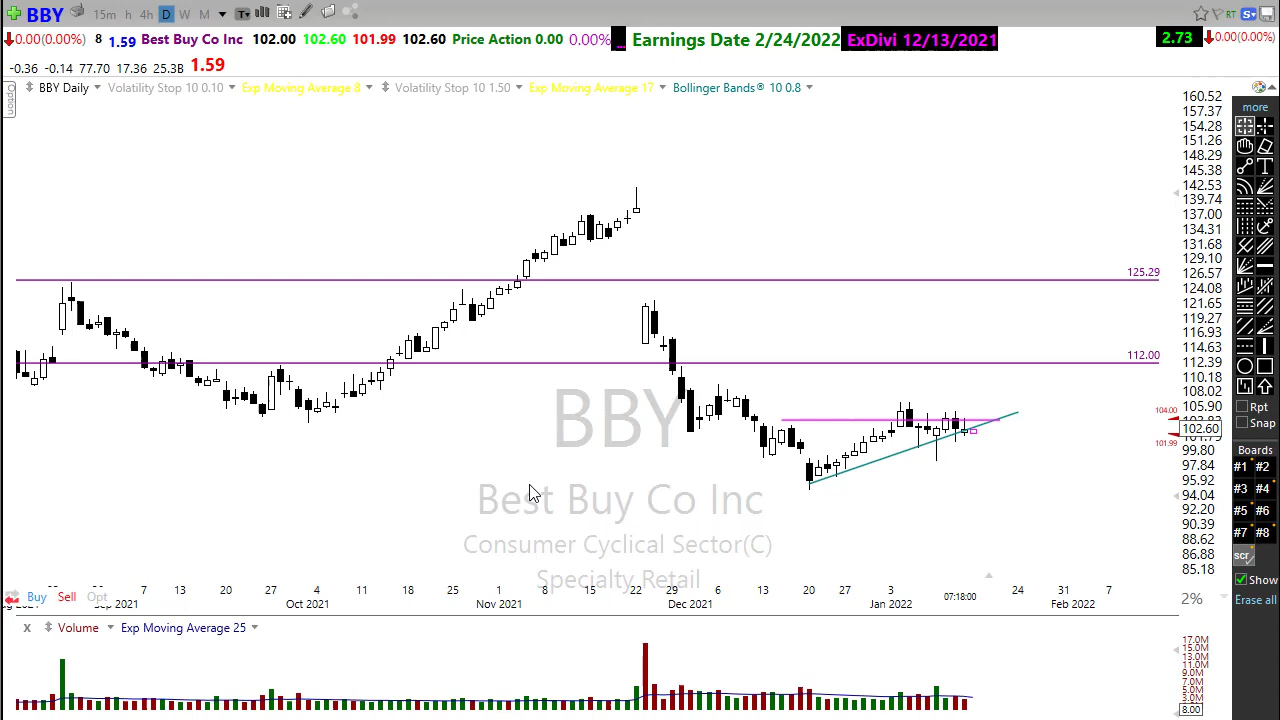 BBY 15m h 4h D W M T RT S
0.00(0.00%) 8 1.59 Best Buy Co Inc 102.00 102.60 101.99 102.60 Price Action 0.00 0.00% ... Earnings Date 2/24/2022 ExDivi 12/13/2021 2.73 0.00(0.00%)
-0.36 -0.14 77.70 17.36 25.3B 1.59
Option
BBY Daily Volatility Stop 10 0.10 Exp Moving Average 8 Volatility Stop 10 1.50 Exp Moving Average 17 Bollinger Bands® 10 0.8
160.52
157.37
154.28
151.26
148.29
145.38
142.53
139.74
137.00
134.31
131.68
129.10
126.57
125.29
124.08
121.65
119.27
116.93
114.63
112.00
112.39
110.18
108.02
105.90
104.00
102.60
101.99
99.80
97.84
95.92
94.04
92.20
90.39
88.62
86.88
85.18
more
T
Rpt
Snap
Boards
#1 #2
#3 #4
#5 #6
#7 #8
scr
Show
Erase all
BBY
Best Buy Co Inc
Consumer Cyclical Sector(C)
Specialty Retail
7 13 20 27 4 11 18 25 1 8 15 22 29 6 13 20 27 3 07:18:00 24 31 7
Buy Sell Opt
Sep 2021 Oct 2021 Nov 2021 Dec 2021 Jan 2022 Feb 2022
2%
X Volume Exp Moving Average 25
17.0M
15.0M
13.0M
11.0M
9.0M
7.0M
5.0M
8.00